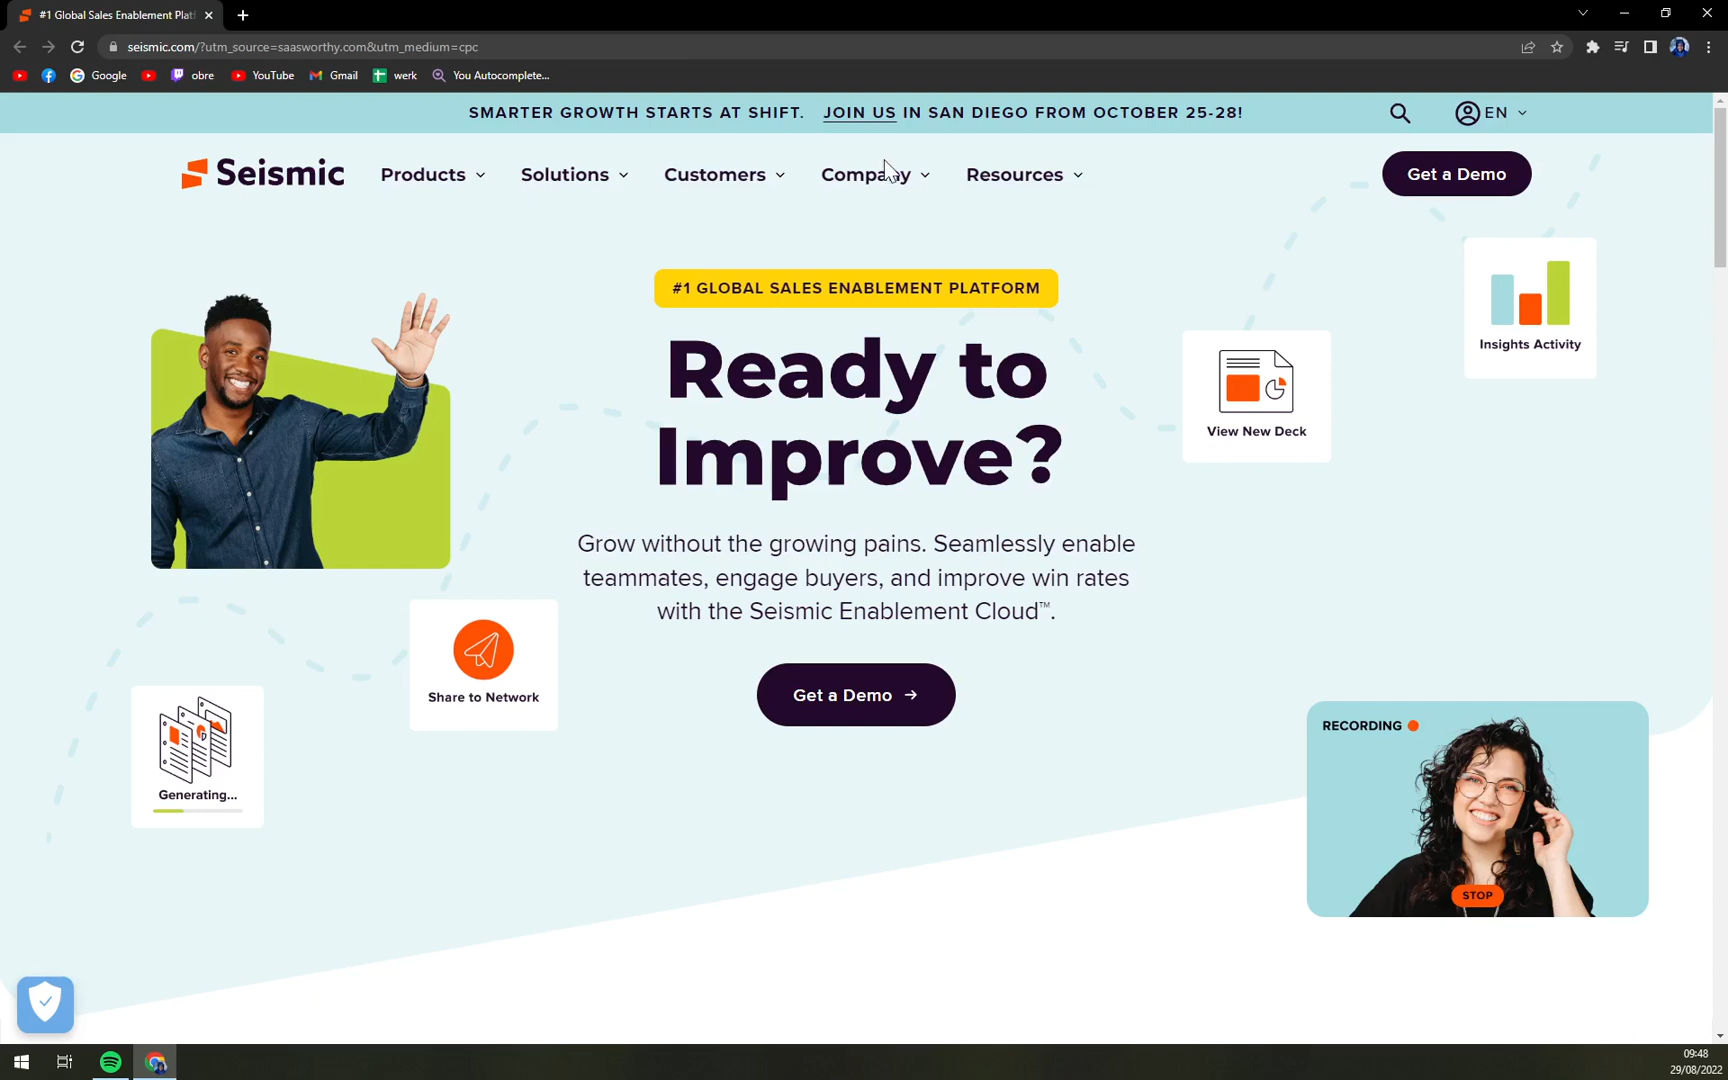 #1 Global Sales Enablement Plat
seismic.com/?utm_source=saasworthy.com&utm_medium=cpc
Google
obre
YouTube
Gmail
werk
You Autocomplete...
SMARTER GROWTH STARTS AT SHIFT. JOIN US IN SAN DIEGO FROM OCTOBER 25-28!
EN
Seismic
Products
Solutions
Customers
Company
Resources
Get a Demo
#1 GLOBAL SALES ENABLEMENT PLATFORM
Ready to
Improve?
Grow without the growing pains. Seamlessly enable
teammates, engage buyers, and improve win rates
with the Seismic Enablement Cloud™.
Get a Demo →
Insights Activity
View New Deck
Share to Network
Generating...
RECORDING
STOP
09:48
29/08/2022